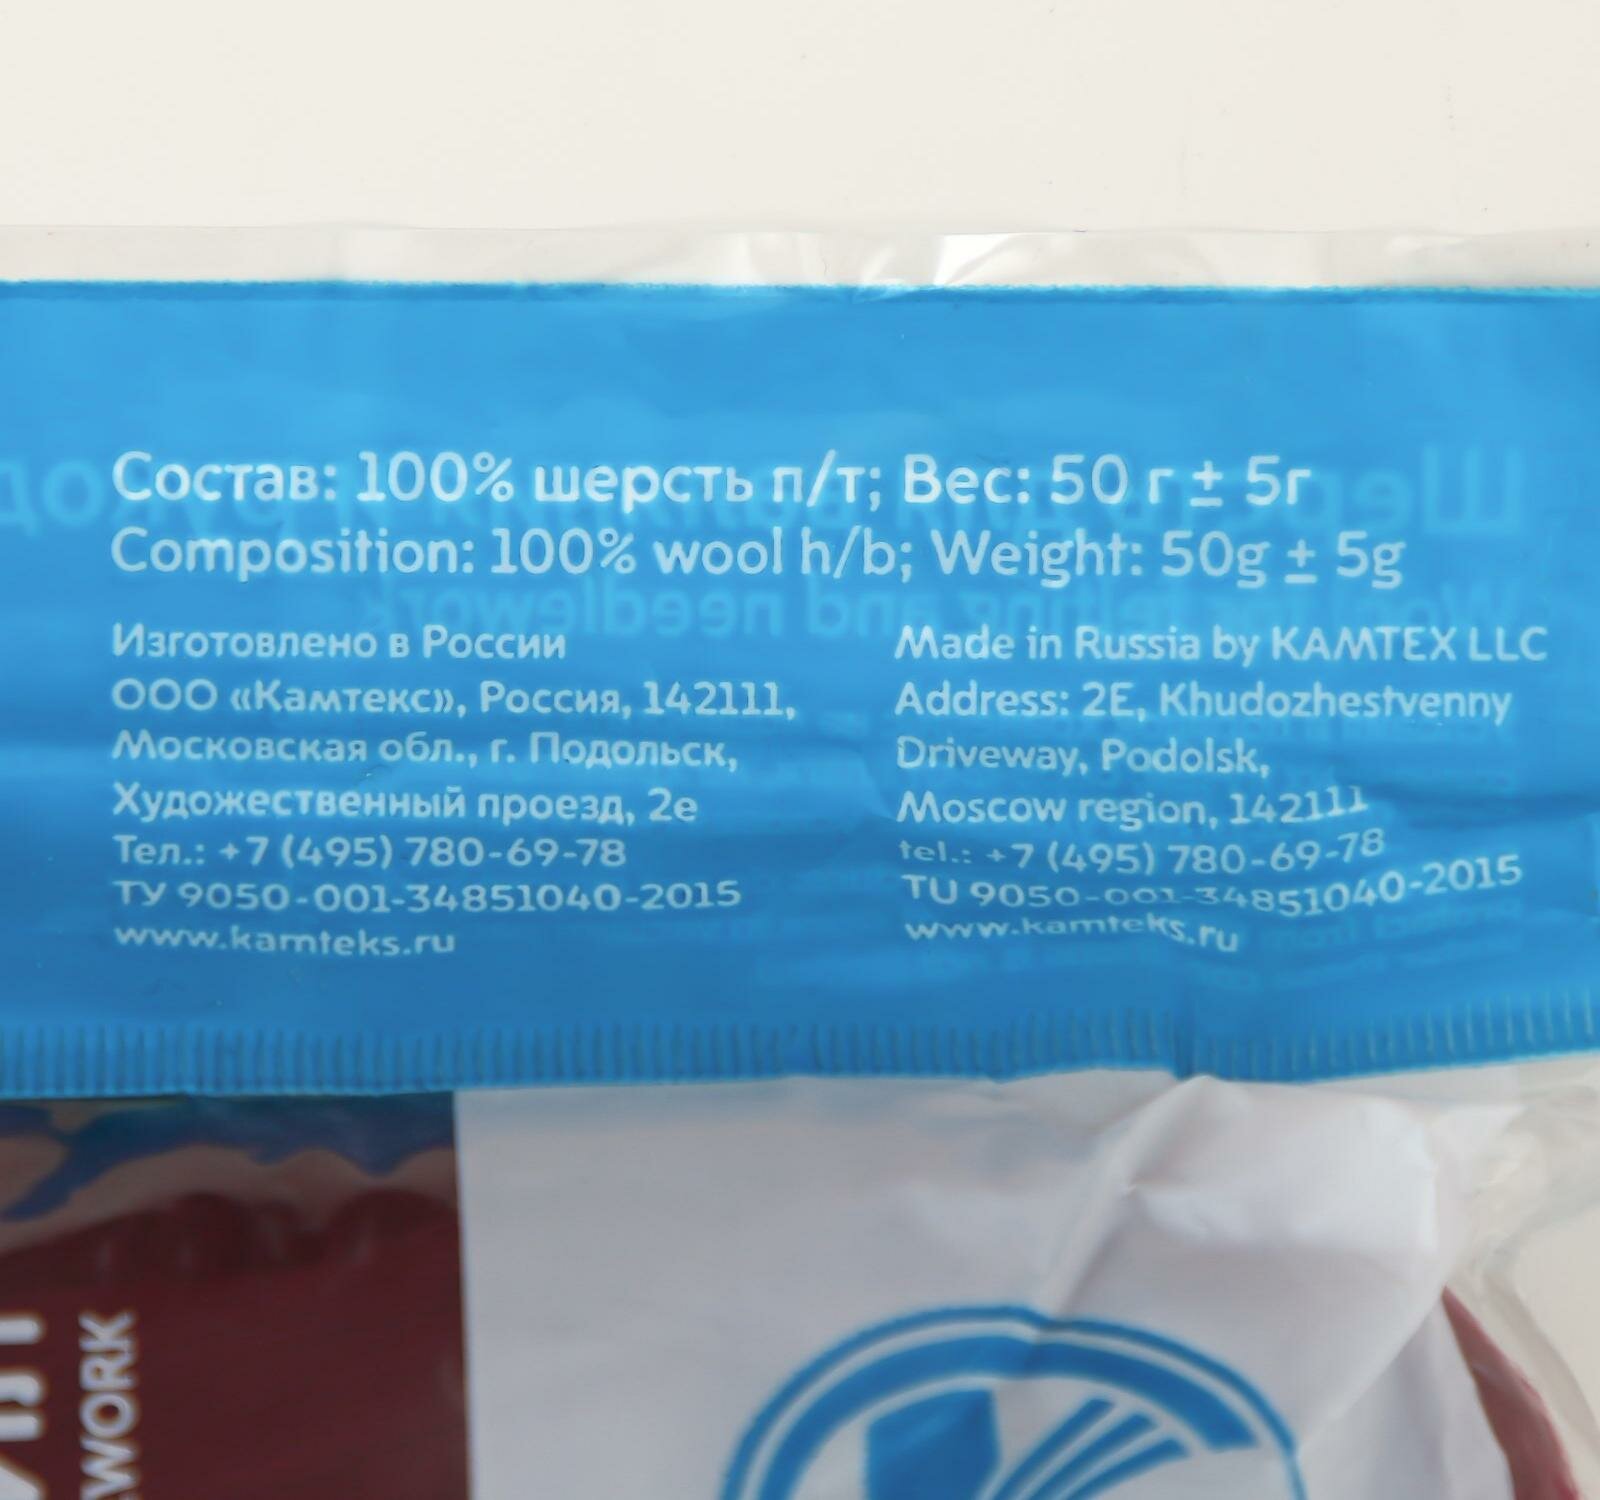 Состав: 100% шерсть п/т; Вес: 50 г ± 5г
Composition: 100% wool h/b; Weight: 50g ± 5g
Изготовлено в России
ООО «Камтекс», Россия, 142111,
Московская обл., г. Подольск,
Художественный проезд, 2е
Тел.: +7 (495) 780-69-78
ТУ 9050-001-34851040-2015
www.kamteks.ru
Made in Russia by KAMTEX LLC
Address: 2E, Khudozhestvenny
Driveway, Podolsk,
Moscow region, 142111
tel.: +7 (495) 780-69-78
TU 9050-001-34851040-2015
www.kamteks.ru